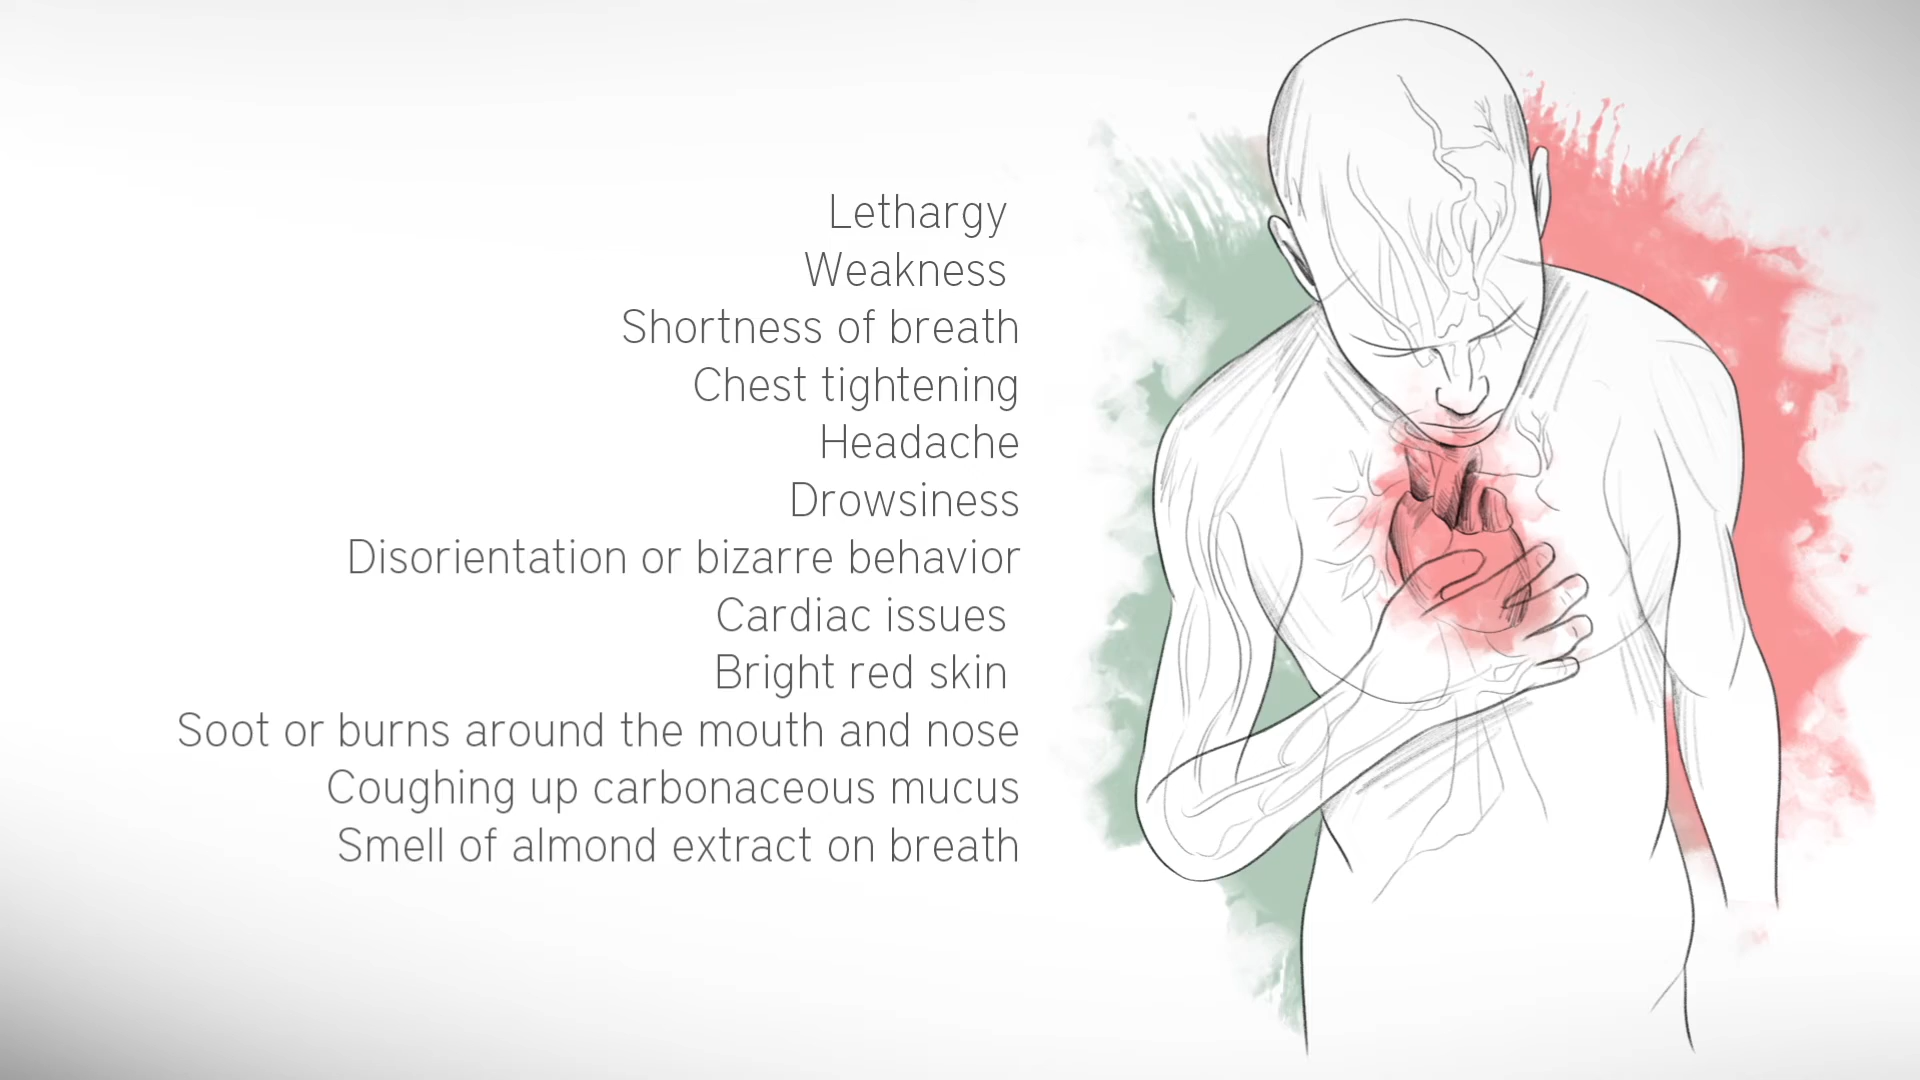 Lethargy
Weakness
Shortness of breath
Chest tightening
Headache
Drowsiness
Disorientation or bizarre behavior
Cardiac issues
Bright red skin
Soot or burns around the mouth and nose
Coughing up carbonaceous mucus
Smell of almond extract on breath